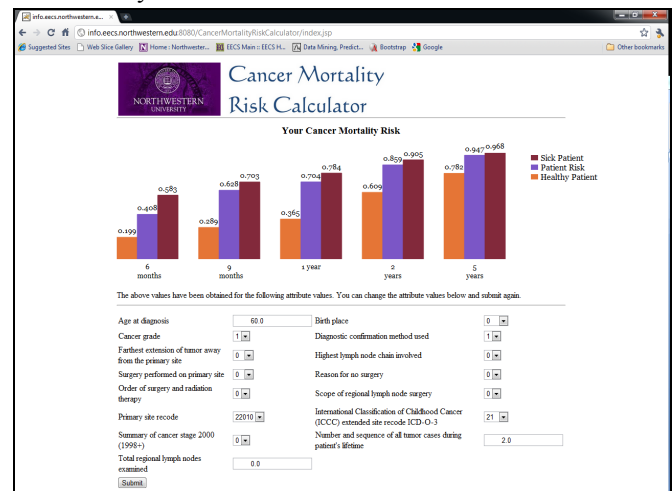 info.eecs.northwestern.e...
info.eecs.northwestern.edu:8080/CancerMortalityRiskCalculator/index.jsp
Suggested Sites Web Slice Gallery Home : Northwester... EECS Main :: EECS H... Data Mining, Predict... Bootstrap Google Other bookmarks
NORTHWESTERN
UNIVERSITY
Cancer Mortality
Risk Calculator
Your Cancer Mortality Risk
0.199 0.408 0.583
0.289 0.628 0.703
0.365 0.704 0.784
0.609 0.859 0.905
0.782 0.947 0.968
Sick Patient
Patient Risk
Healthy Patient
6 months
9 months
1 year
2 years
5 years
The above values have been obtained for the following attribute values. You can change the attribute values below and submit again.
Age at diagnosis 60.0 Birth place 0
Cancer grade 1 Diagnostic confirmation method used 1
Farthest extension of tumor away
from the primary site 0 Highest lymph node chain involved 0
Surgery performed on primary site 0 Reason for no surgery 0
Order of surgery and radiation
therapy 0 Scope of regional lymph node surgery 0
Primary site recode 22010 International Classification of Childhood Cancer
(ICCC) extended site recode ICD-O-3 21
Summary of cancer stage 2000
(1998+) 0 Number and sequence of all tumor cases during
patient's lifetime 2.0
Total regional lymph nodes
examined 0.0
Submit